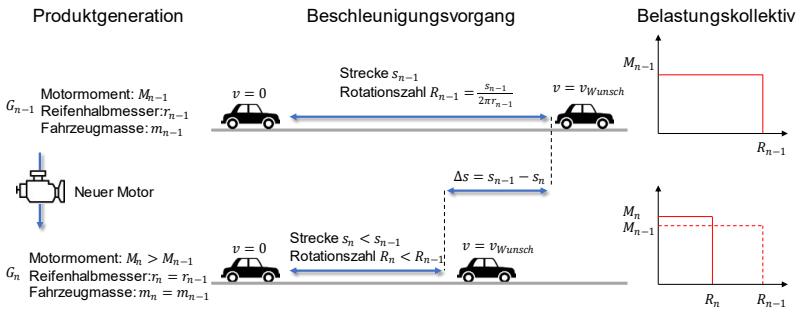 Produktgeneration
Beschleunigungsvorgang
Belastungskollektiv
G_{n−1}
Motormoment: M_{n−1}
Reifenhalbmesser:r_{n−1}
Fahrzeugmasse: m_{n−1}
v = 0
Strecke s_{n−1}
Rotationszahl R_{n−1} = \frac{s_{n−1}}{2πr_{n−1}}
v = v_{Wunsch}
M_{n−1}
R_{n−1}
Neuer Motor
Δs = s_{n−1} − s_n
G_n
Motormoment: M_n > M_{n−1}
Reifenhalbmesser:r_n = r_{n−1}
Fahrzeugmasse: m_n = m_{n−1}
v = 0
Strecke s_n < s_{n−1}
Rotationszahl R_n < R_{n−1}
v = v_{Wunsch}
M_n
M_{n−1}
R_n
R_{n−1}